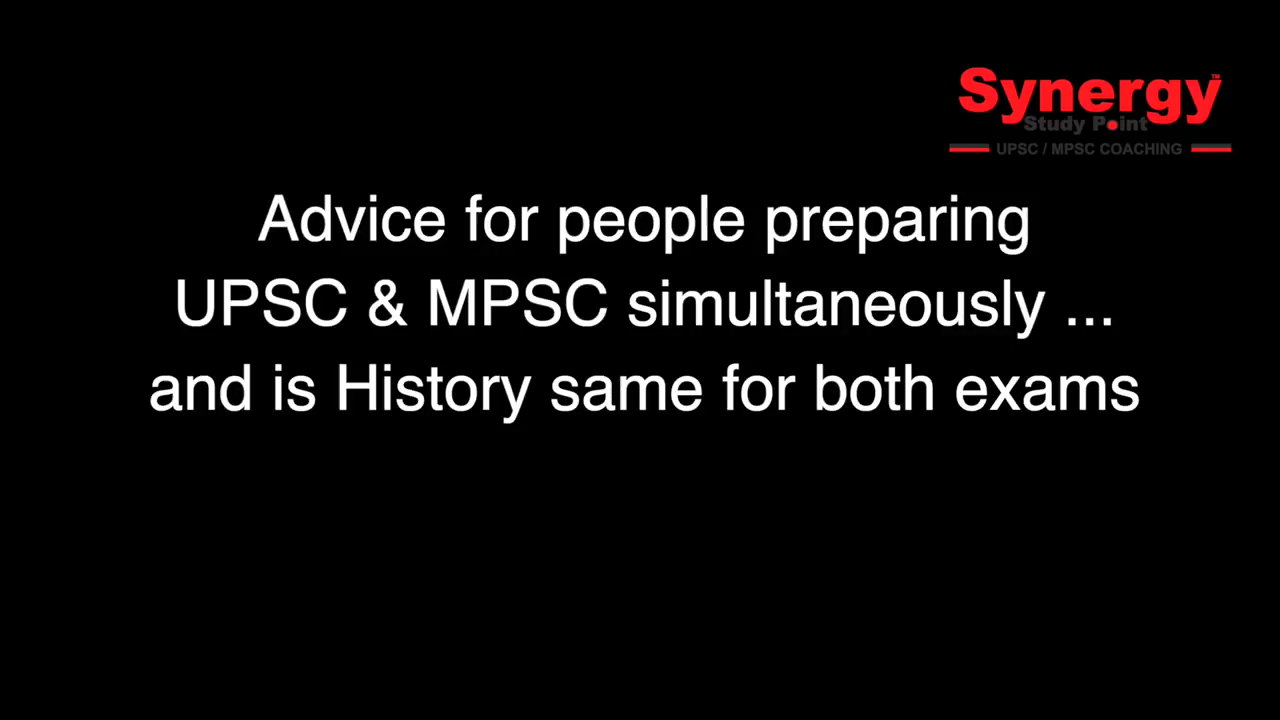 Synergy™
Study Point
UPSC / MPSC COACHING
Advice for people preparing
UPSC & MPSC simultaneously ...
and is History same for both exams